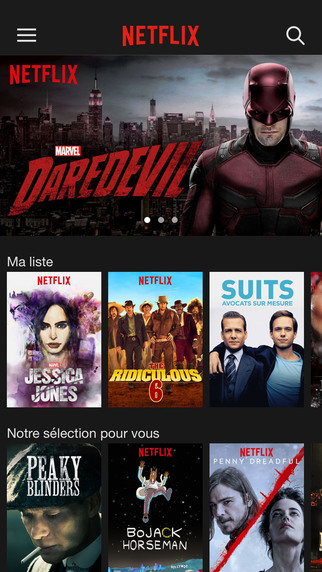 NETFLIX
NETFLIX
MARVEL
DAREDEVIL
Ma liste
NETFLIX
JESSICA
JONES
NETFLIX
THE
RIDICULOUS
6
SUITS
AVOCATS SUR MESURE
Notre sélection pour vous
PEAKY
BLINDERS
NETFLIX
BOJACK
HORSEMAN
NETFLIX
PENNY DREADFUL